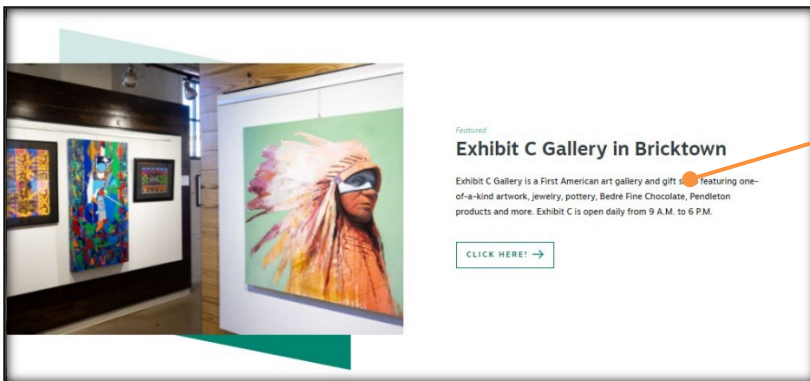 Featured
Exhibit C Gallery in Bricktown
Exhibit C Gallery is a First American art gallery and gift featuring one-
of-a-kind artwork, jewelry, pottery, Bedré Fine Chocolate, Pendleton
products and more. Exhibit C is open daily from 9 A.M. to 6 P.M.
CLICK HERE!